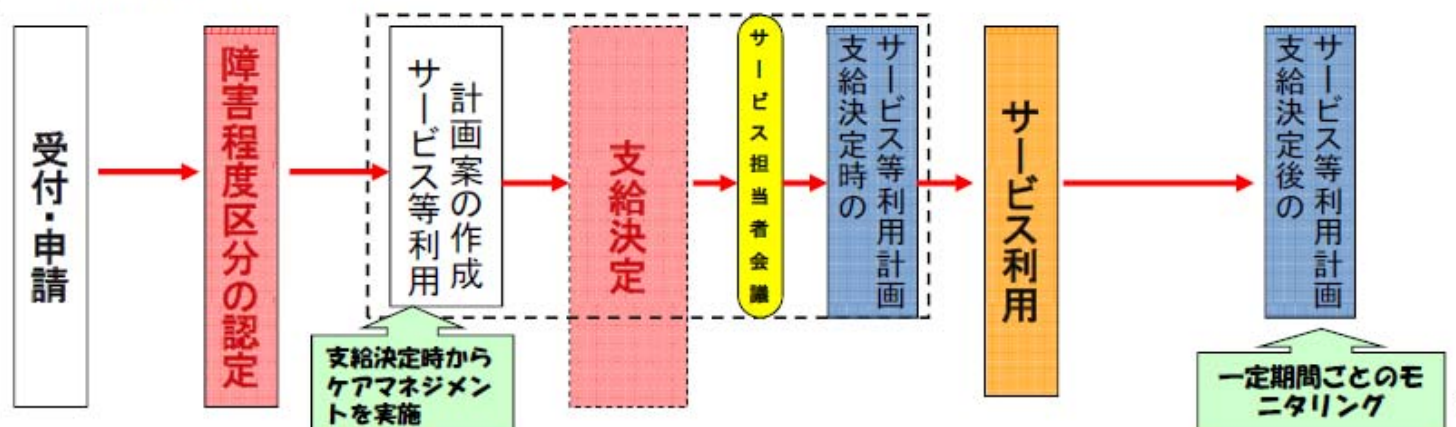 受付・申請
障害程度区分の認定
サービス等利用
計画案の作成
支給決定
サービス担当者会議
支給決定時の
サービス等利用計画
サービス利用
支給決定後の
サービス等利用計画
支給決定時から
ケアマネジメン
トを実施
一定期間ごとのモ
ニタリング